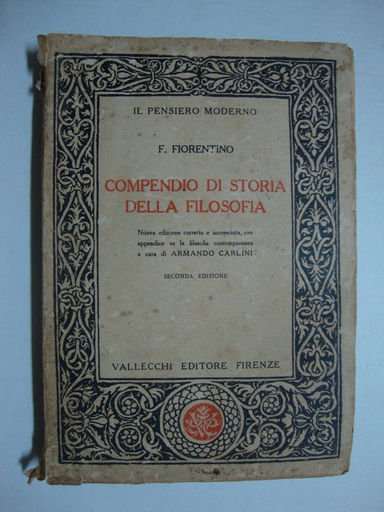 IL PENSIERO MODERNO
F. FIORENTINO
COMPENDIO DI STORIA
DELLA FILOSOFIA
Nuova edizione corretta e accresciuta, con
appendice su la filosofia contemporanea
a cura di ARMANDO CARLINI
SECONDA EDIZIONE
VALLECCHI EDITORE FIRENZE